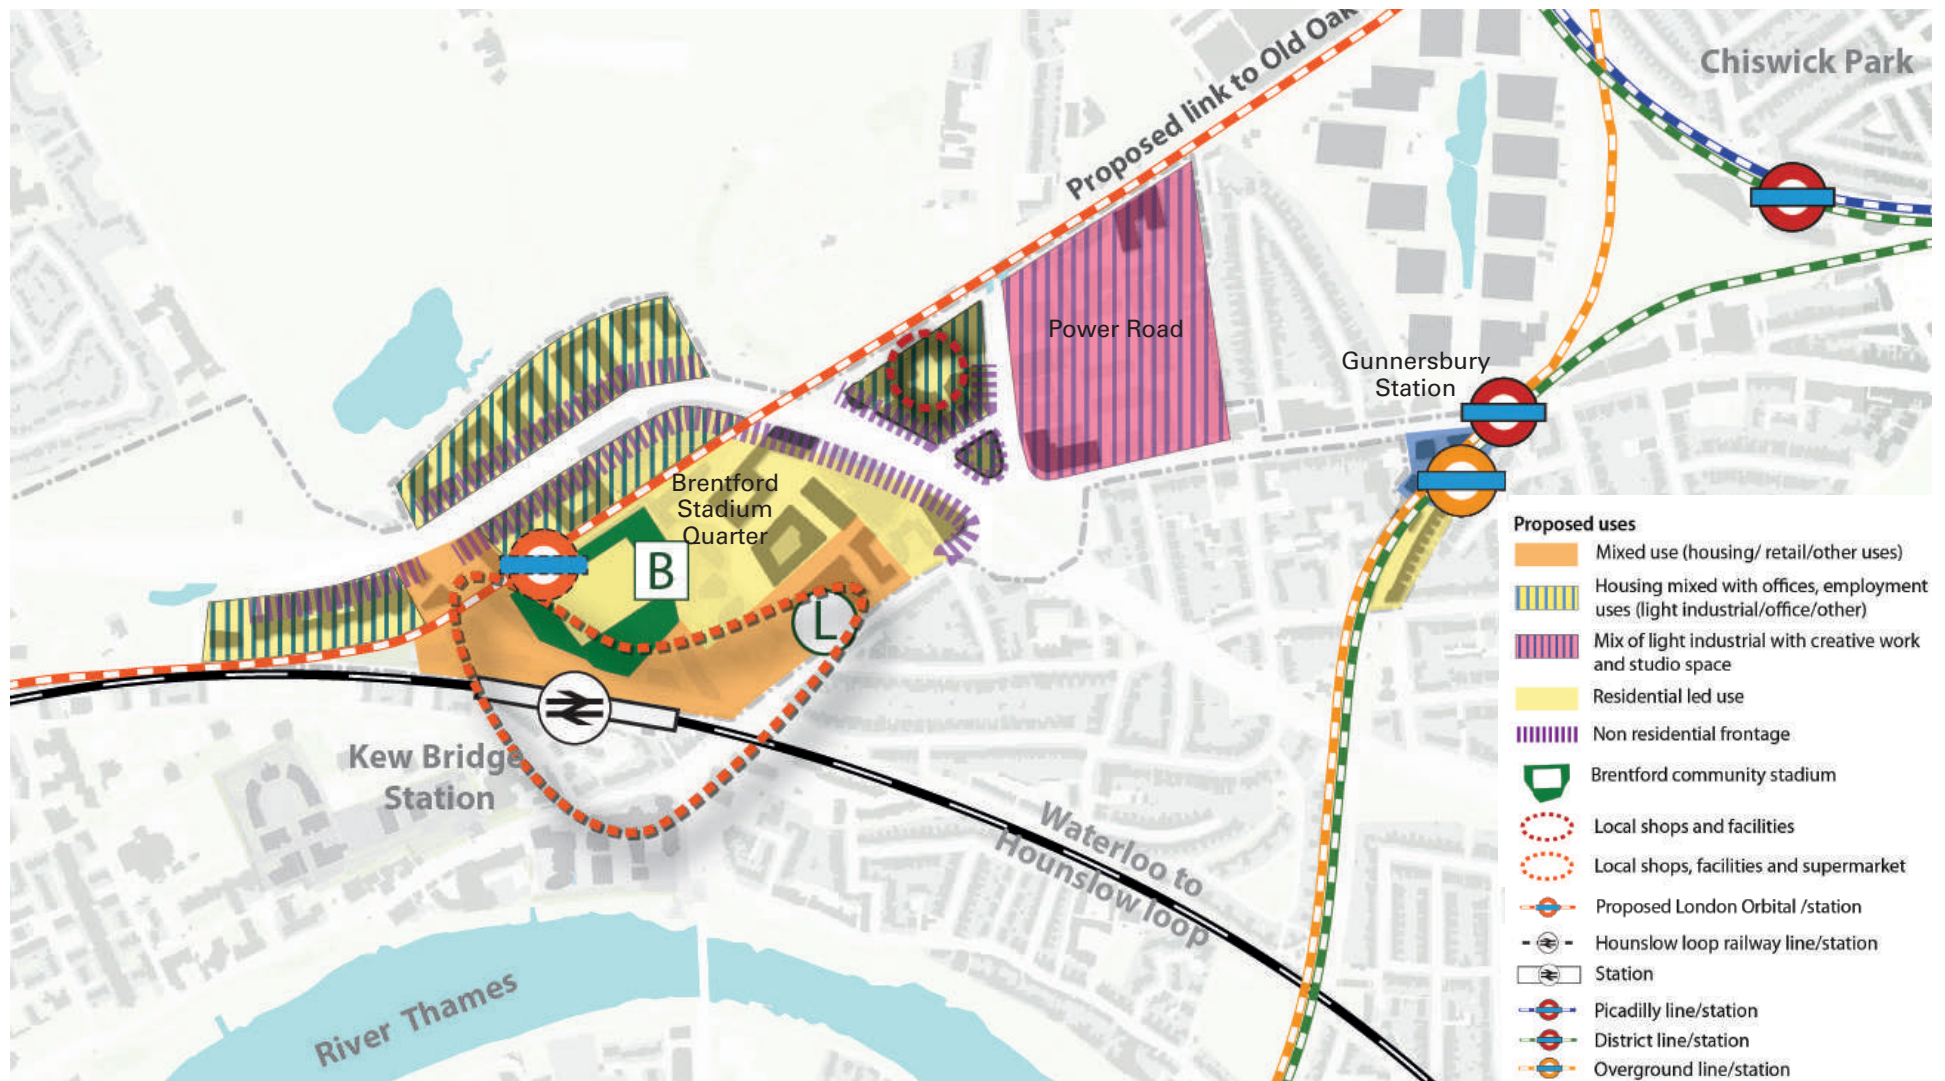 Chiswick Park
Proposed link to Old Oak
Power Road
Gunnersbury
Station
Brentford
Stadium
Quarter
B
L
Kew Bridge
Station
Waterloo to
Hounslow loop
River Thames
Proposed uses
Mixed use (housing/ retail/other uses)
Housing mixed with offices, employment
uses (light industrial/office/other)
Mix of light industrial with creative work
and studio space
Residential led use
Non residential frontage
Brentford community stadium
Local shops and facilities
Local shops, facilities and supermarket
Proposed London Orbital /station
Hounslow loop railway line/station
Station
Picadilly line/station
District line/station
Overground line/station